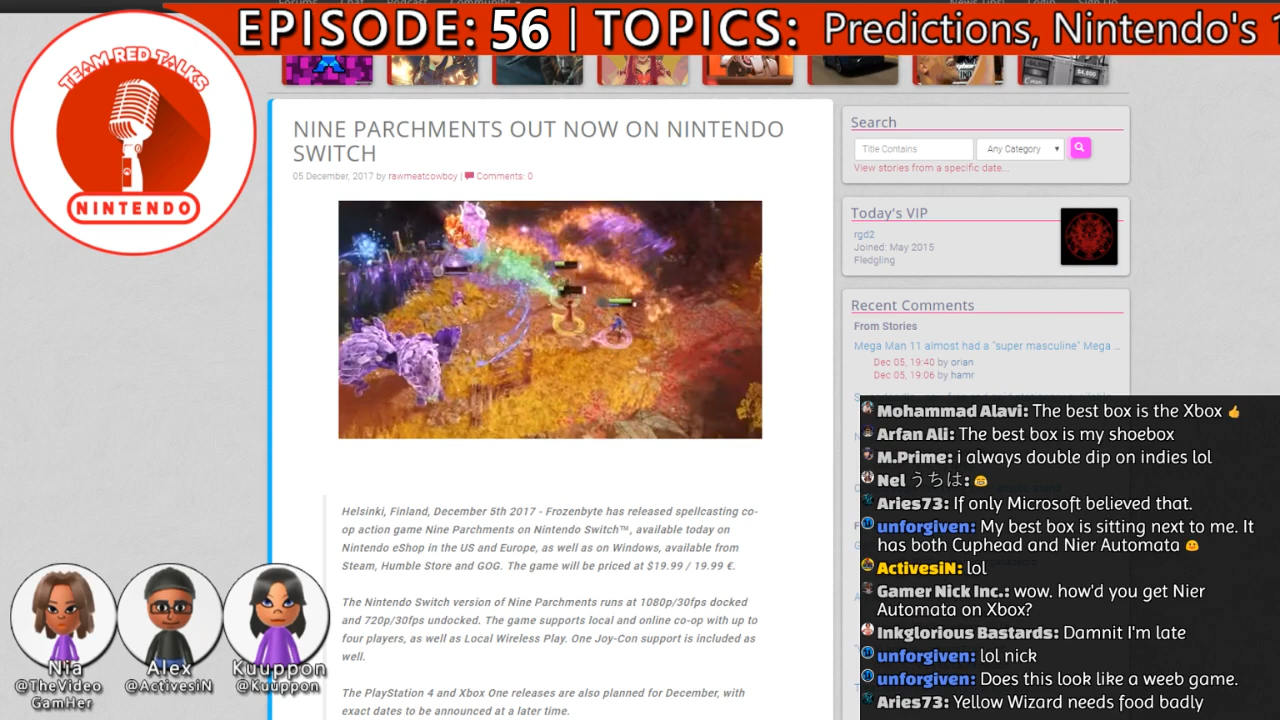 EPISODE: 56 | TOPICS: Predictions, Nintendo's
TEAM RED TALKS
NINTENDO
NINE PARCHMENTS OUT NOW ON NINTENDO
SWITCH
05 December, 2017 by rawmeatcowboy | Comments: 0
Helsinki, Finland, December 5th 2017 - Frozenbyte has released spellcasting co-
op action game Nine Parchments on Nintendo Switch™, available today on
Nintendo eShop in the US and Europe, as well as on Windows, available from
Steam, Humble Store and GOG. The game will be priced at $19.99 / 19.99 €.
The Nintendo Switch version of Nine Parchments runs at 1080p/30fps docked
and 720p/30fps undocked. The game supports local and online co-op with up to
four players, as well as Local Wireless Play. One Joy-Con support is included as
well.
The PlayStation 4 and Xbox One releases are also planned for December, with
exact dates to be announced at a later time.
Search
Title Contains
Any Category
View stories from a specific date...
Today's VIP
rgd2
Joined: May 2015
Fledgling
Recent Comments
From Stories
Mega Man 11 almost had a "super masculine" Mega ...
Dec 05, 19:40 by orian
Dec 05, 19:06 by hamr
Mohammad Alavi: The best box is the Xbox 👍
Arfan Ali: The best box is my shoebox
M.Prime: i always double dip on indies lol
Nel うちは:
Aries73: If only Microsoft believed that.
unforgiven: My best box is sitting next to me. It
has both Cuphead and Nier Automata
ActivesiN: lol
Gamer Nick Inc.: wow. how'd you get Nier
Automata on Xbox?
Inkglorious Bastards: Damnit I'm late
unforgiven: lol nick
unforgiven: Does this look like a weeb game.
Aries73: Yellow Wizard needs food badly
Nia
@TheVideo
GamHer
Alex
@ActivesiN
Kuuppon
@Kuuppon